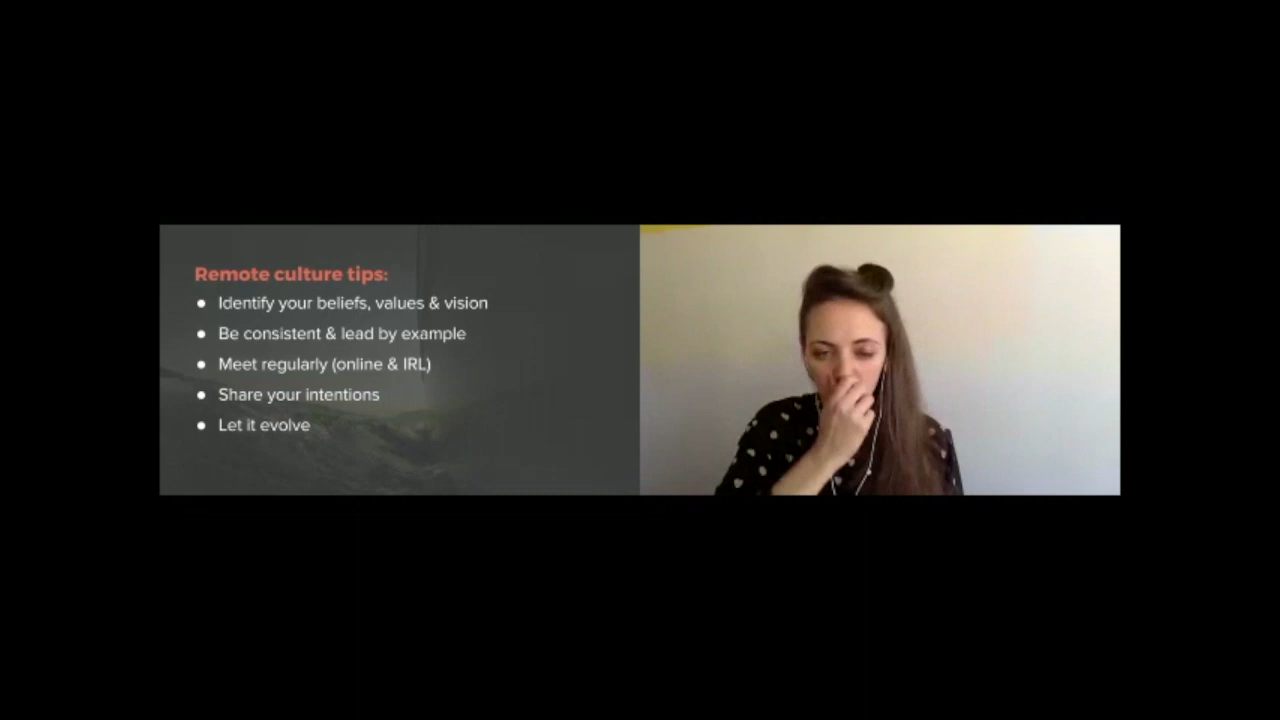 Remote culture tips:
● Identify your beliefs, values & vision
● Be consistent & lead by example
● Meet regularly (online & IRL)
● Share your intentions
● Let it evolve